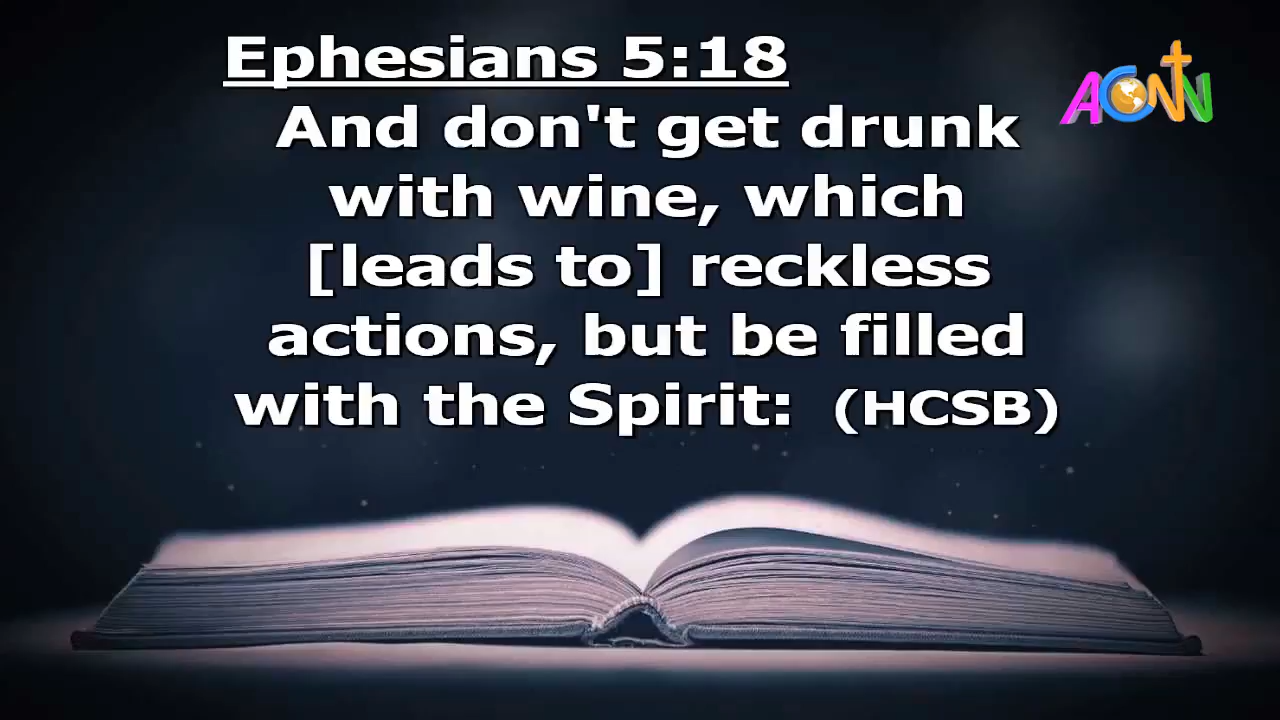 Ephesians 5:18
ACNN
And don't get drunk
with wine, which
[leads to] reckless
actions, but be filled
with the Spirit: (HCSB)